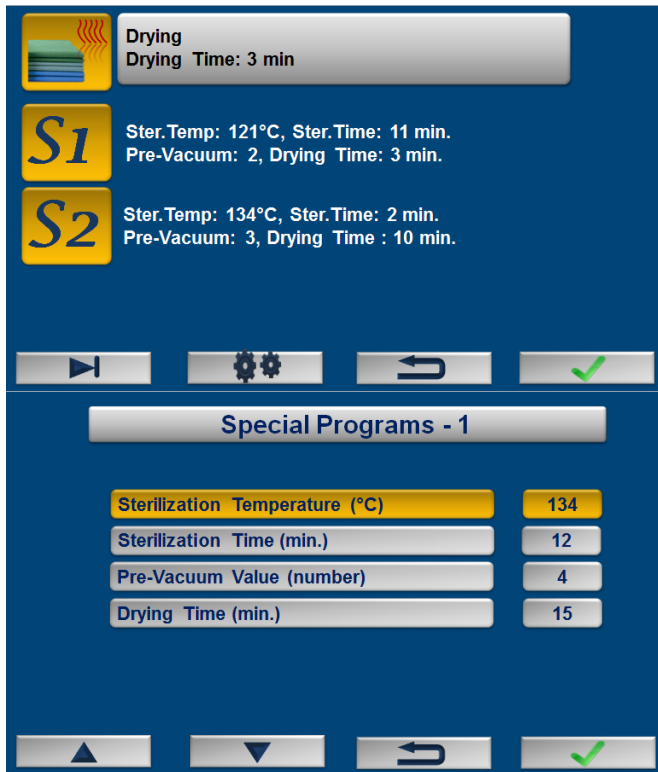 Drying
Drying Time: 3 min
S1
Ster.Temp: 121°C, Ster.Time: 11 min.
Pre-Vacuum: 2, Drying Time: 3 min.
S2
Ster.Temp: 134°C, Ster.Time: 2 min.
Pre-Vacuum: 3, Drying Time : 10 min.
Special Programs - 1
Sterilization Temperature (°C) 134
Sterilization Time (min.) 12
Pre-Vacuum Value (number) 4
Drying Time (min.) 15